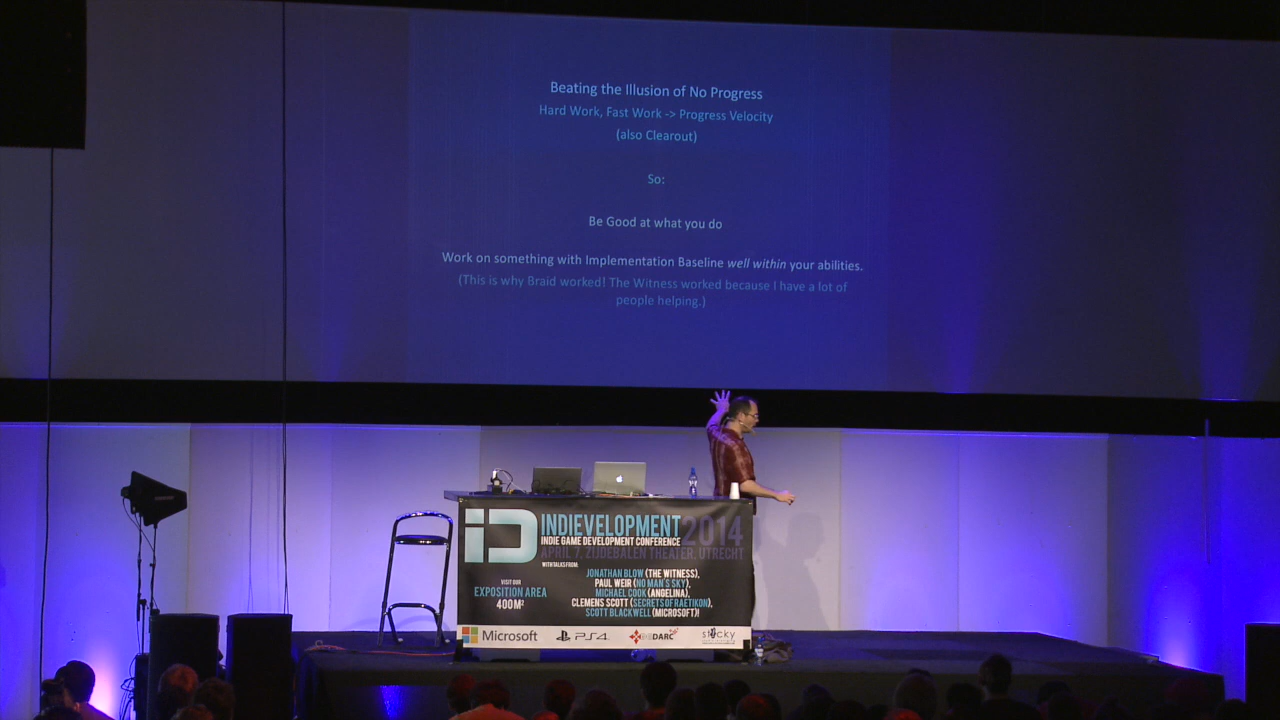 Beating the Illusion of No Progress
Hard Work, Fast Work -> Progress Velocity
(also Clearout)
So:
Be Good at what you do
Work on something with Implementation Baseline well within your abilities.
(This is why Braid worked! The Witness worked because I have a lot of
people helping.)
iD INDIEVELOPMENT 2014
INDIE GAME DEVELOPMENT CONFERENCE
APRIL 7, ZIJDEBALEN THEATER, UTRECHT
WITH TALKS FROM:
JONATHAN BLOW (THE WITNESS),
PAUL WEIR (NO MAN'S SKY),
MICHAEL COOK (ANGELINA),
CLEMENS SCOTT (SECRETS OF RAETIKON),
SCOTT BLACKWELL (MICROSOFT)!
VISIT OUR
EXPOSITION AREA
400M²
Microsoft PS4 DARC